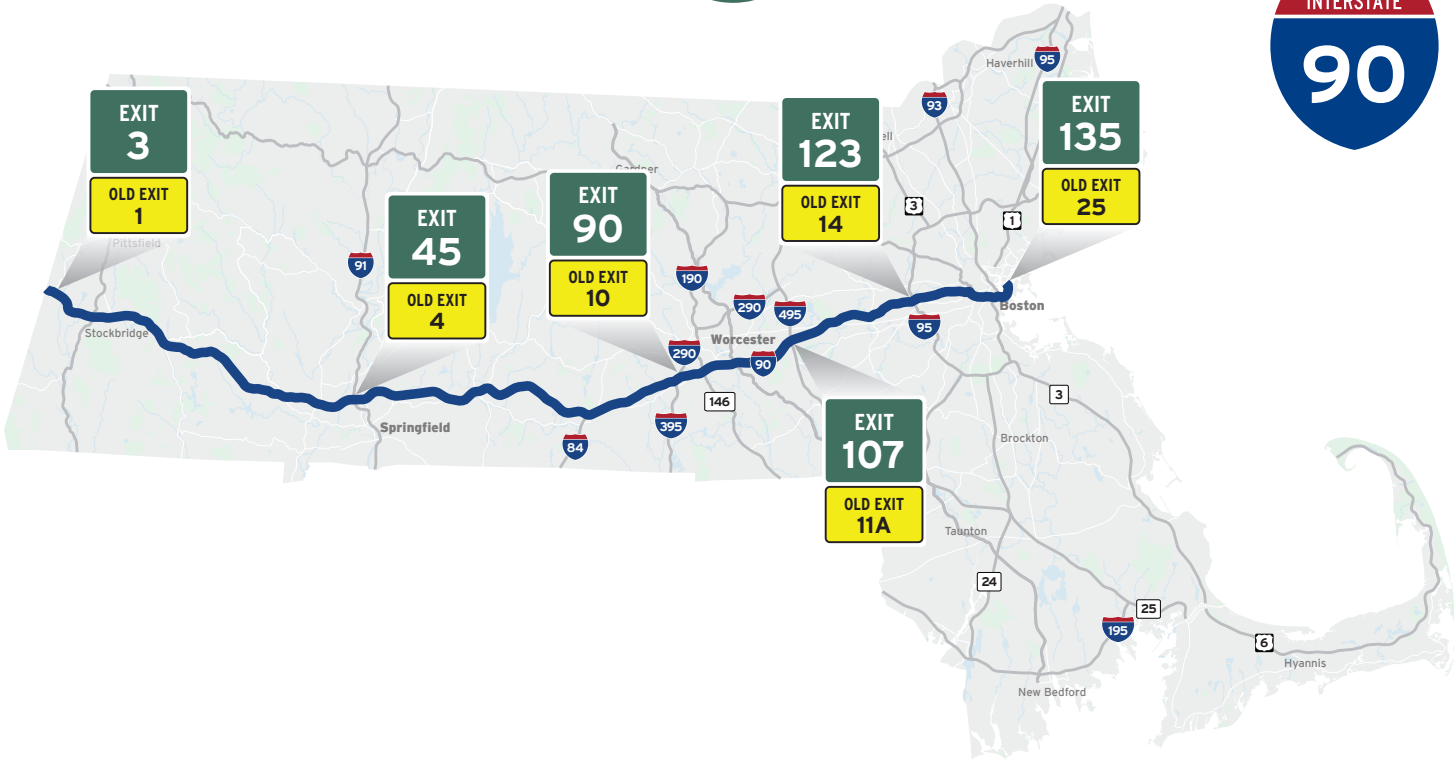 INTERSTATE
90
Haverhill
95
93
EXIT
3
OLD EXIT
1
EXIT
123
OLD EXIT
14
EXIT
135
OLD EXIT
25
ell
Gardner
EXIT
90
OLD EXIT
10
EXIT
45
OLD EXIT
4
3
1
Pittsfield
91
190
290
495
Boston
95
Stockbridge
Worcester
290
90
146
3
395
Springfield
84
Brockton
EXIT
107
OLD EXIT
11A
Taunton
24
25
195
6
Hyannis
New Bedford